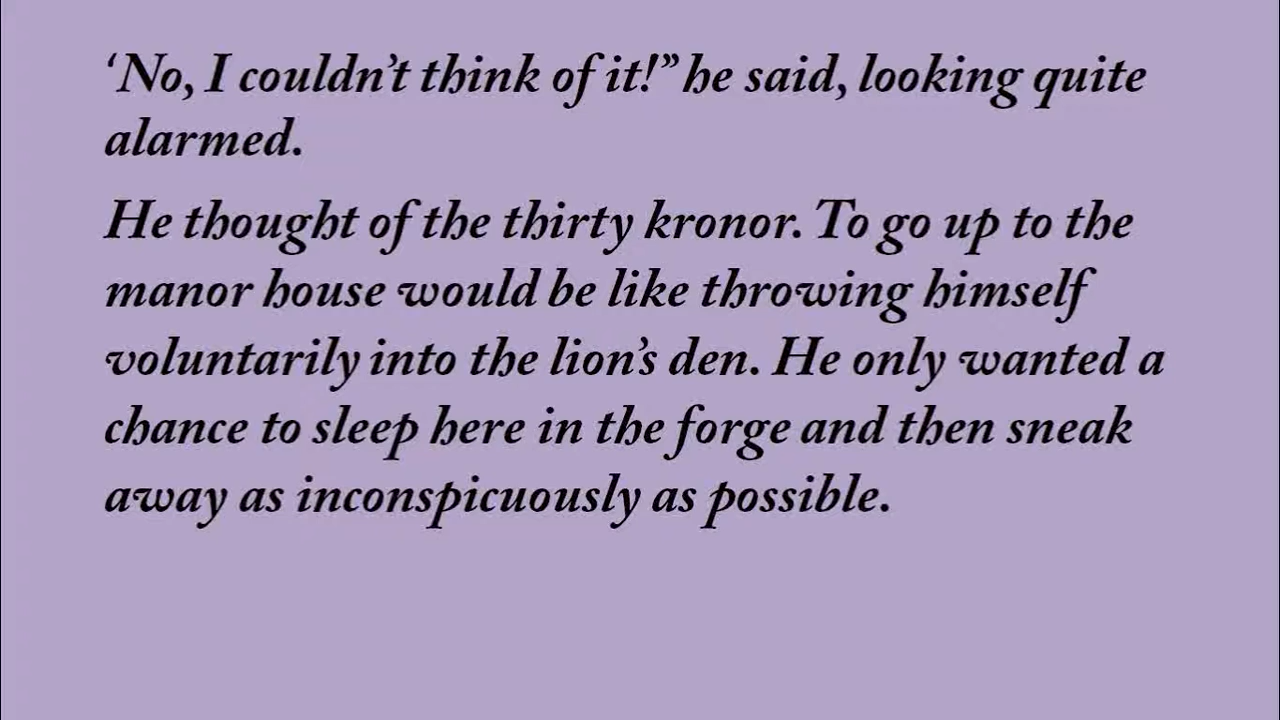 ‘No, I couldn’t think of it!” he said, looking quite
alarmed.
He thought of the thirty kronor. To go up to the
manor house would be like throwing himself
voluntarily into the lion’s den. He only wanted a
chance to sleep here in the forge and then sneak
away as inconspicuously as possible.